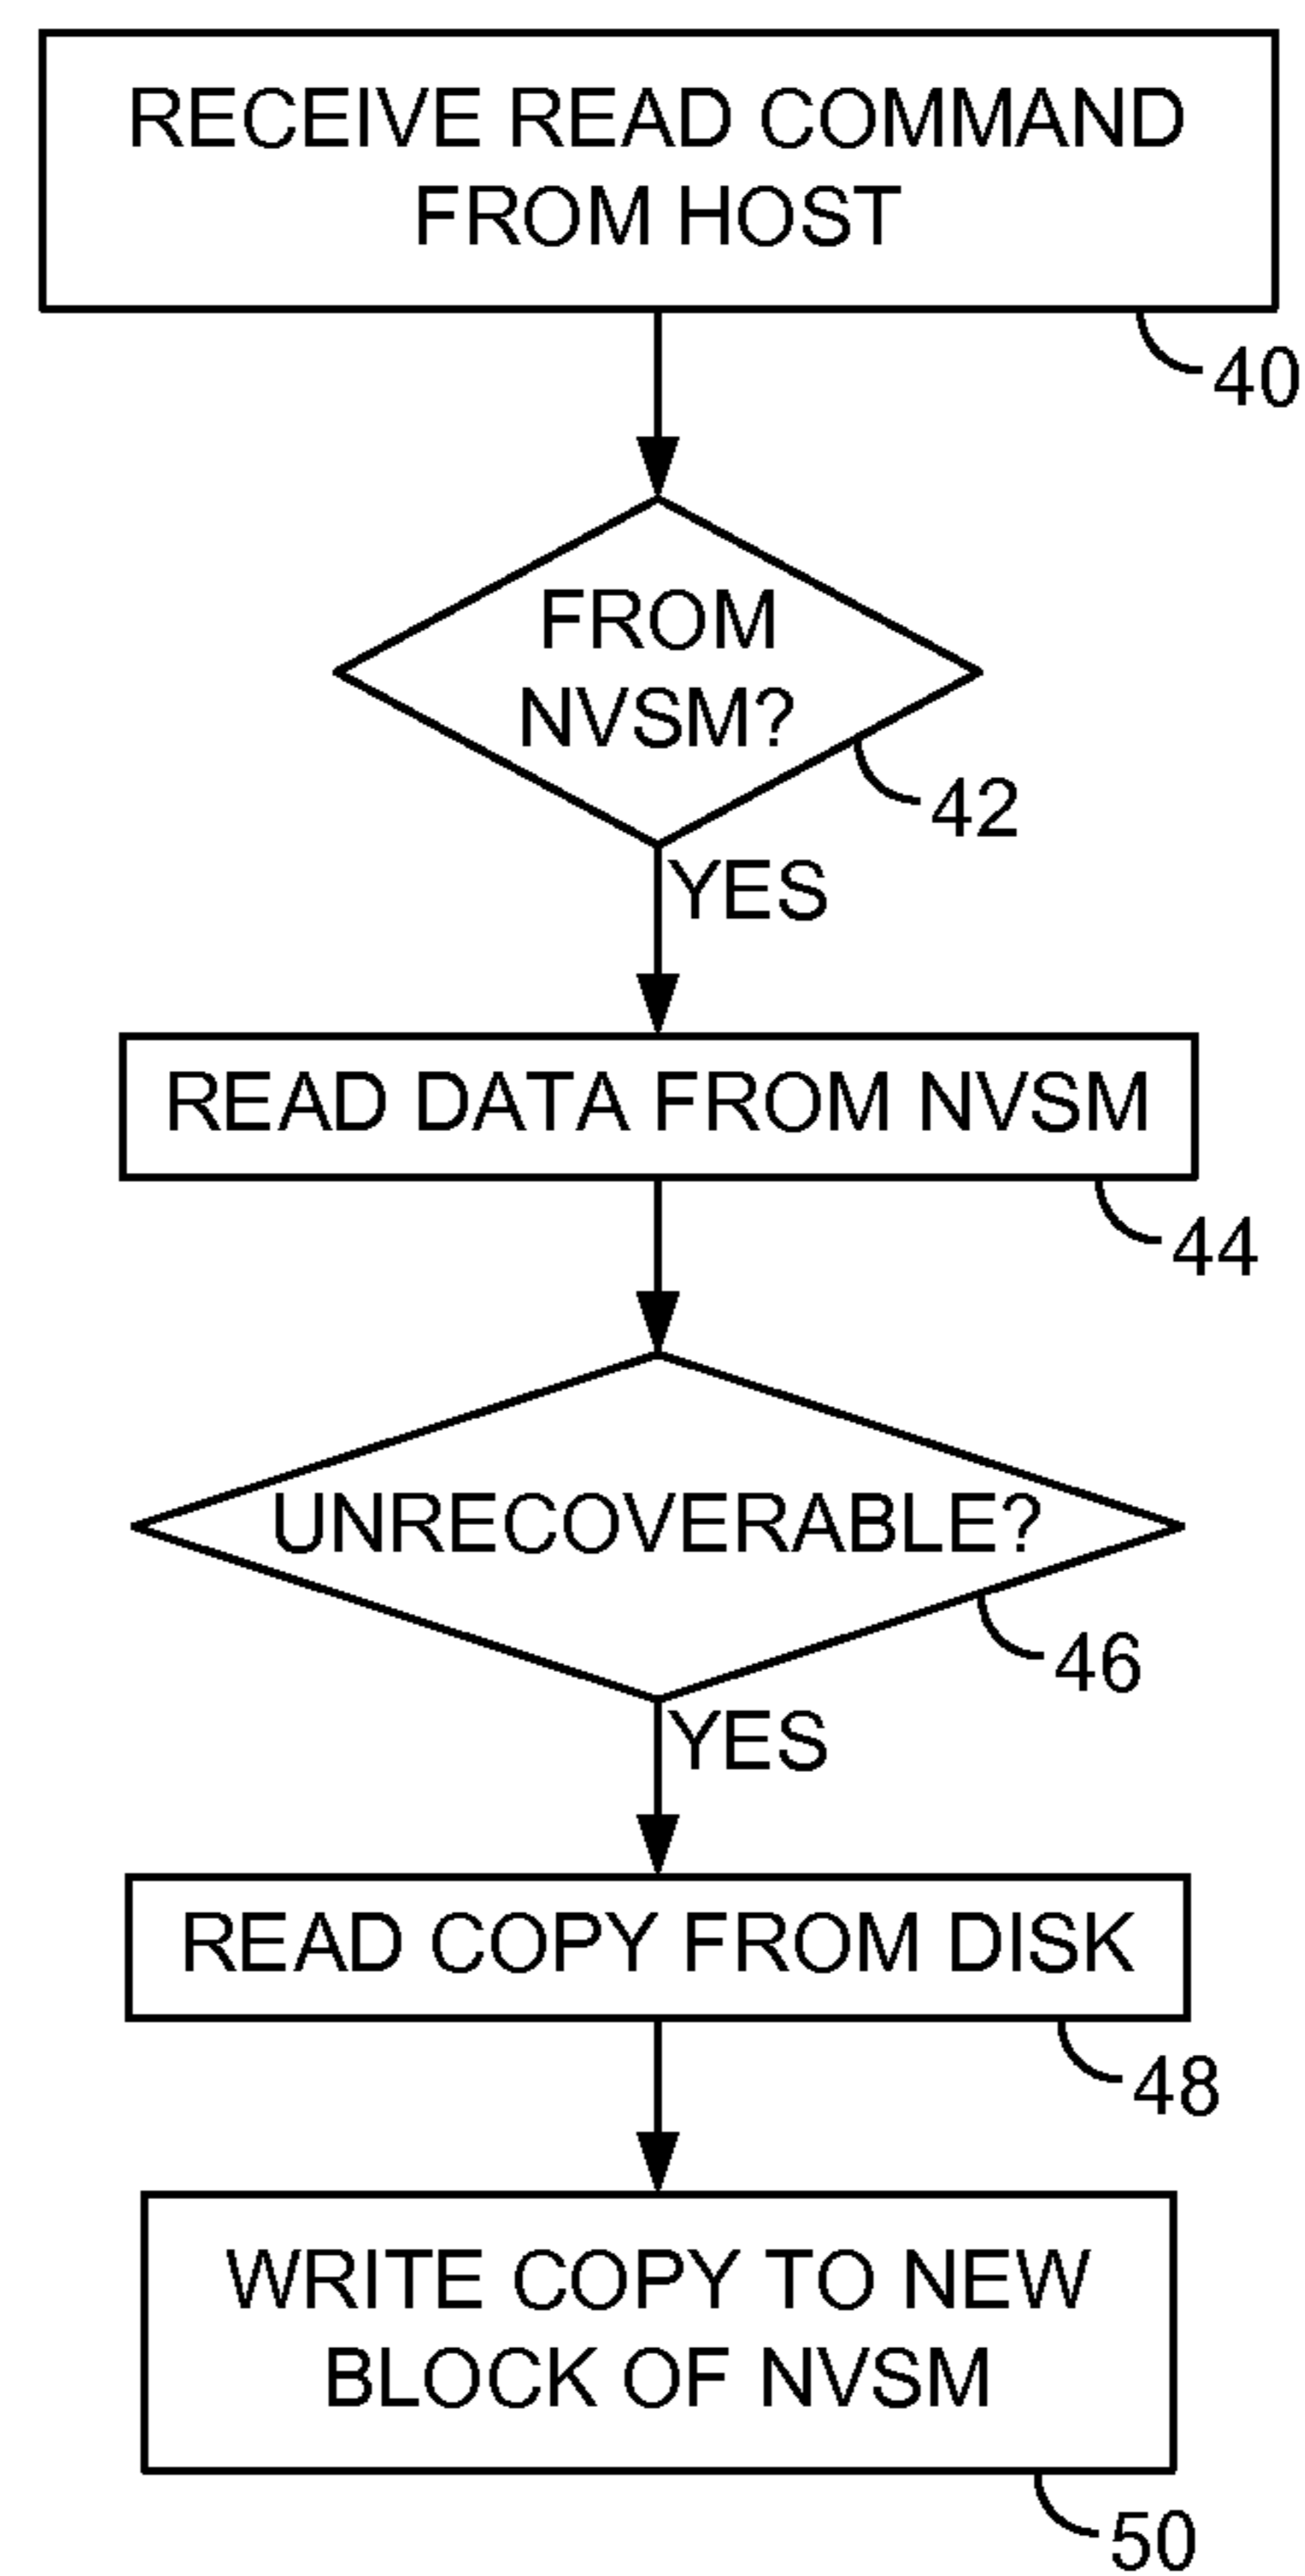 RECEIVE READ COMMAND
FROM HOST
40
FROM
NVSM?
42
YES
READ DATA FROM NVSM
44
UNRECOVERABLE?
46
YES
READ COPY FROM DISK
48
WRITE COPY TO NEW
BLOCK OF NVSM
50